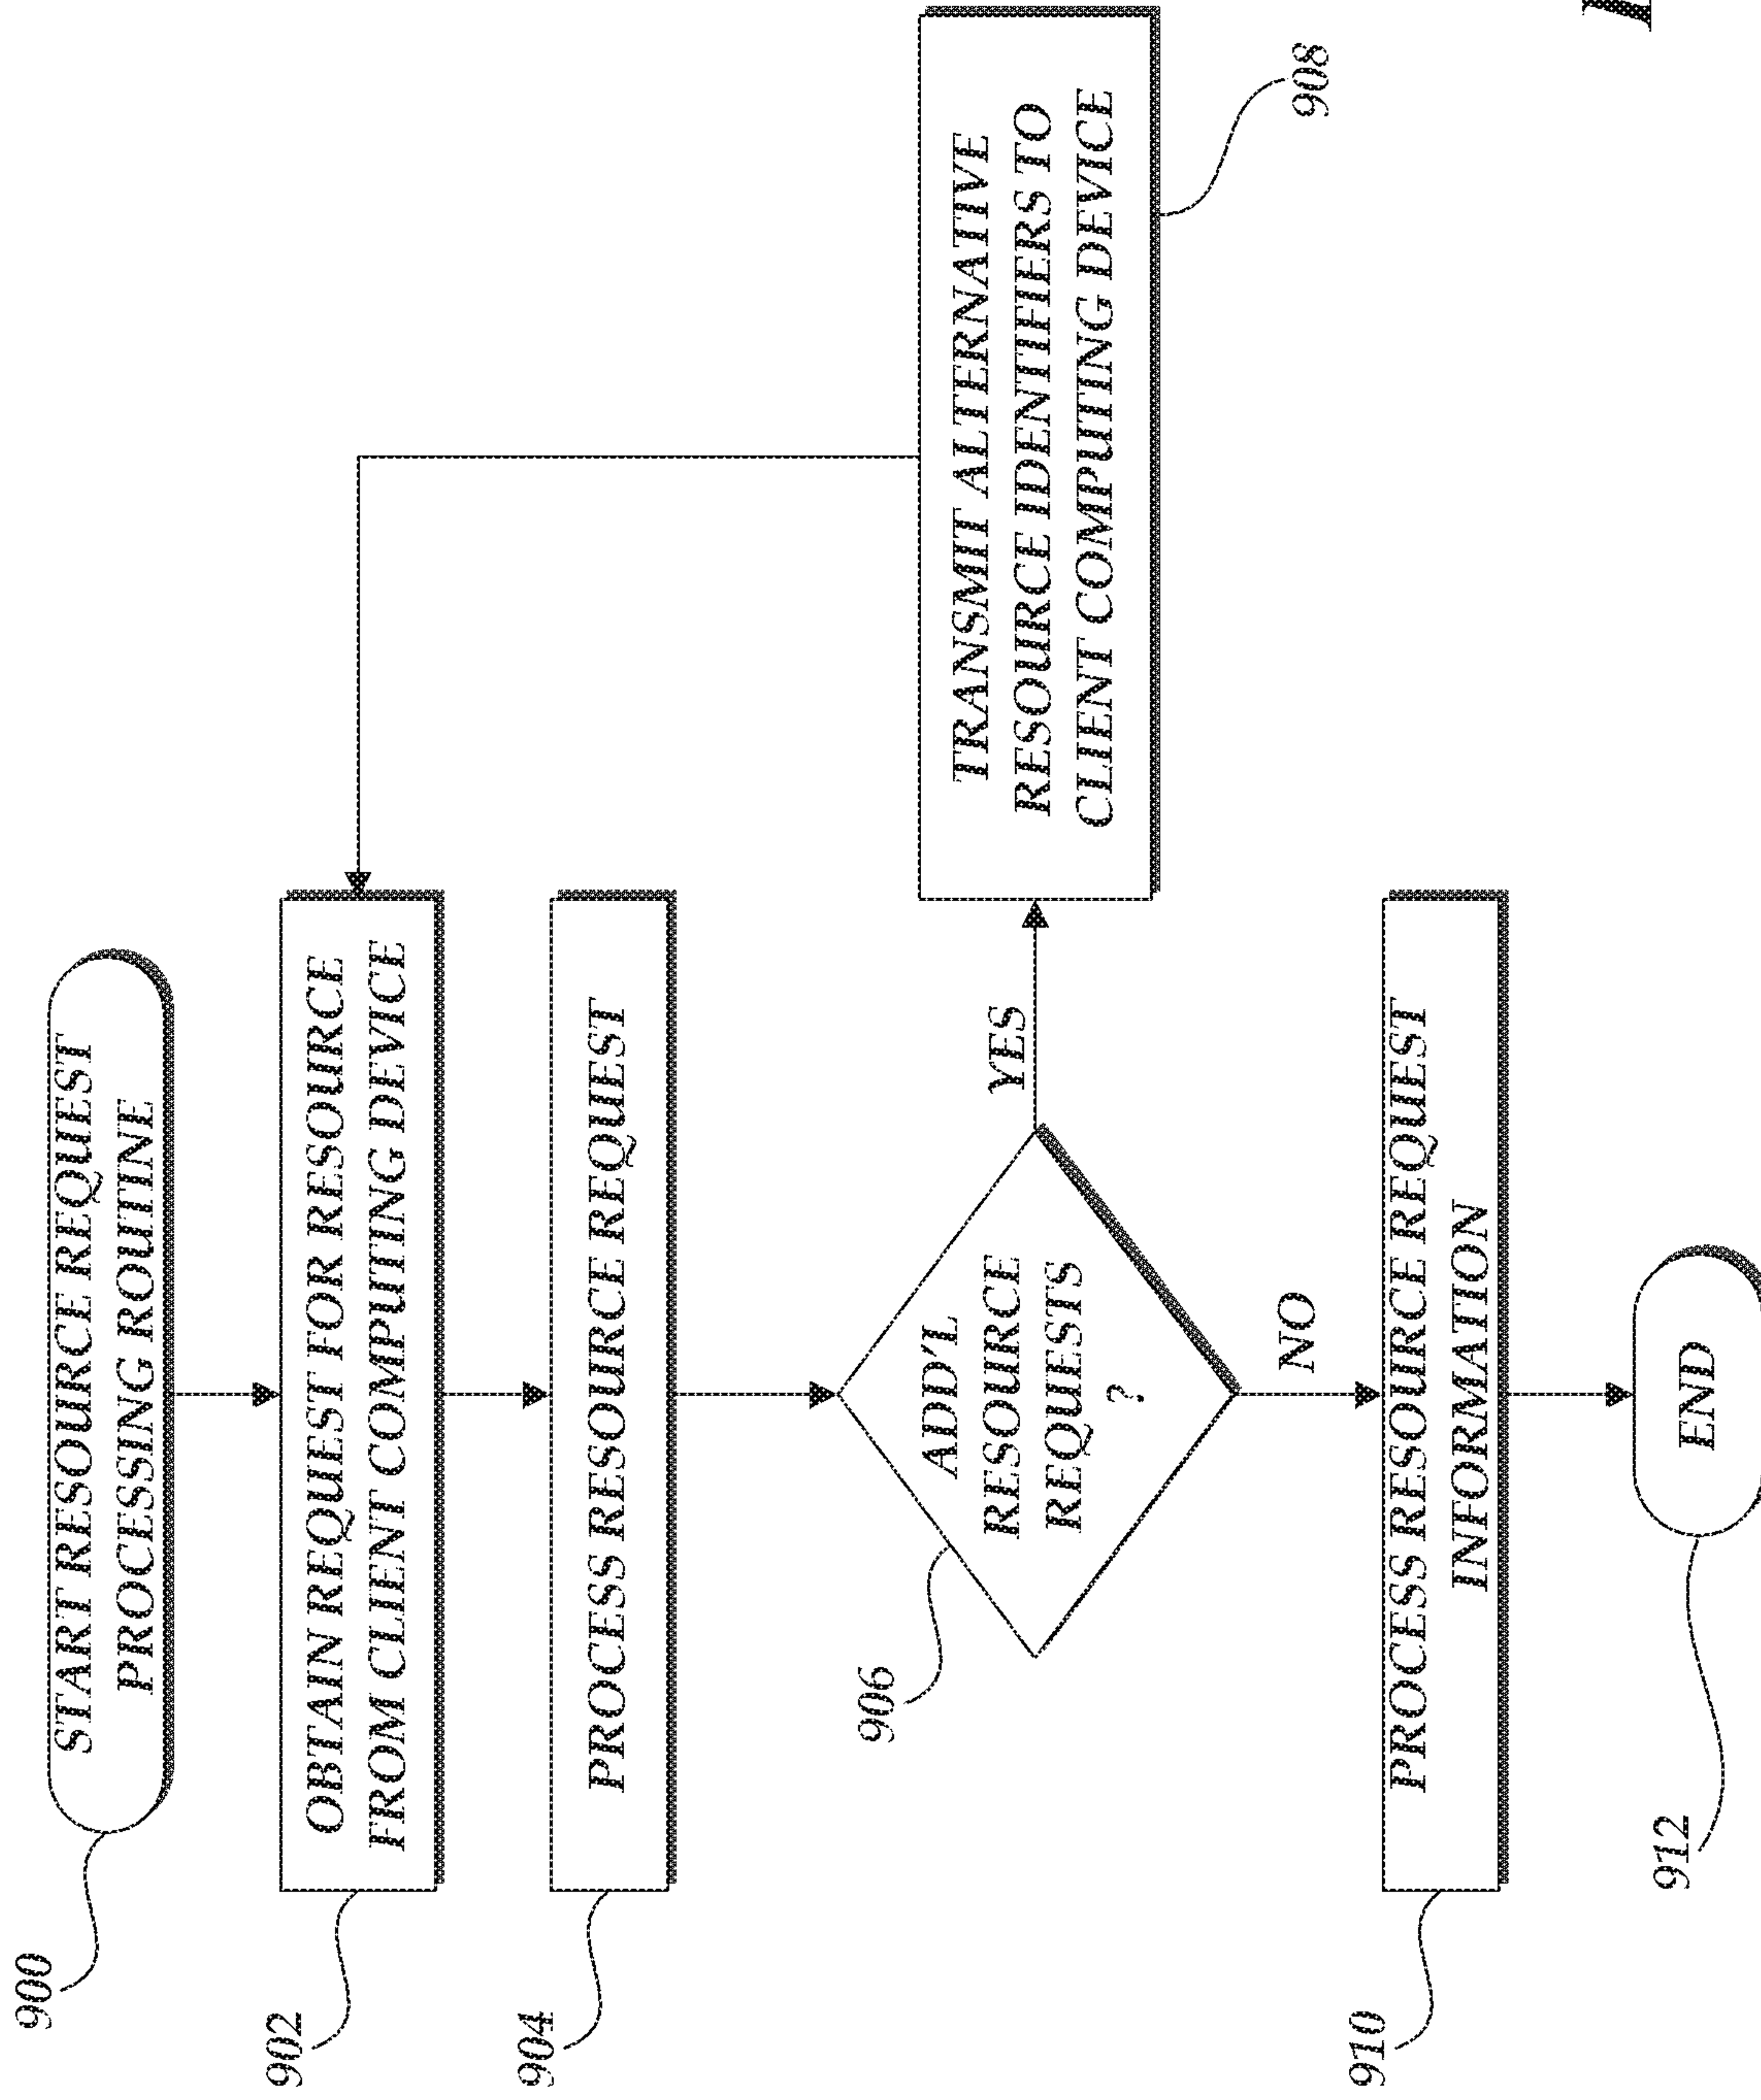 900
START RESOURCE REQUEST
PROCESSING ROUTINE
902
OBTAIN REQUEST FOR RESOURCE
FROM CLIENT COMPUTING DEVICE
904
PROCESS RESOURCE REQUEST
906
ADD'L
RESOURCE
REQUESTS
?
YES
TRANSMIT ALTERNATIVE
RESOURCE IDENTIFIERS TO
CLIENT COMPUTING DEVICE
908
NO
910
PROCESS RESOURCE REQUEST
INFORMATION
912
END